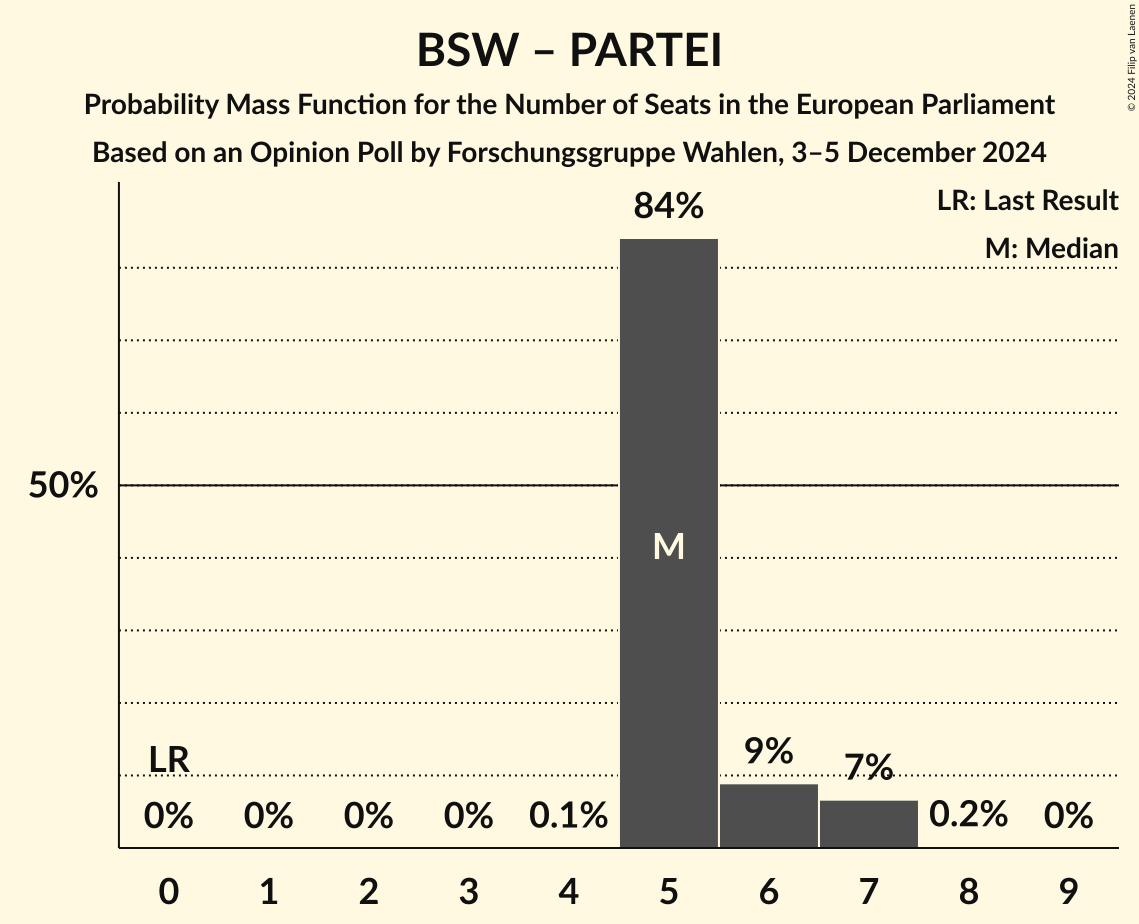 BSW – PARTEI
Probability Mass Function for the Number of Seats in the European Parliament
Based on an Opinion Poll by Forschungsgruppe Wahlen, 3–5 December 2024
© 2024 Filip van Laenen
LR: Last Result
M: Median
84%
50%
M
LR
9%
7%
0%
0%
0%
0%
0.1%
0.2%
0%
0 1 2 3 4 5 6 7 8 9